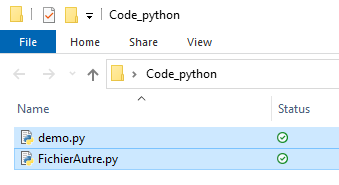 Code_python
File Home Share View
Code_python
Name Status
demo.py
FichierAutre.py